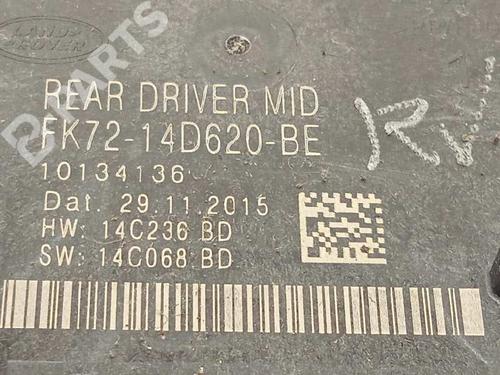 LAND
ROVER
B-PARTS
REAR DRIVER MID
FK72-14D620-BE
10134136
Dat. 29.11.2015
HW: 14C236 BD
SW: 14C068 BD